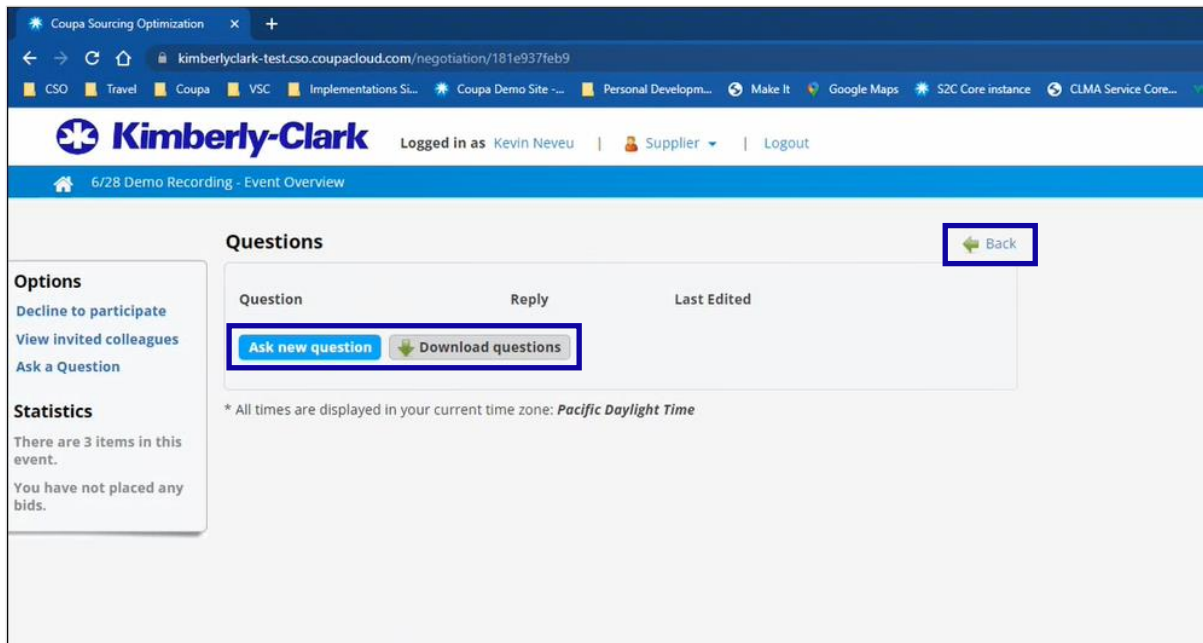 Coupa Sourcing Optimization
kimberlyclark-test.cso.coupacloud.com/negotiation/181e937feb9
CSO Travel Coupa VSC Implementations Si... Coupa Demo Site -... Personal Developm... Make It Google Maps S2C Core instance CLMA Service Core...
Kimberly-Clark Logged in as Kevin Neveu | Supplier | Logout
6/28 Demo Recording - Event Overview
Questions
Back
Options
Decline to participate
View invited colleagues
Ask a Question
Statistics
There are 3 items in this
event.
You have not placed any
bids.
Question Reply Last Edited
Ask new question Download questions
* All times are displayed in your current time zone: Pacific Daylight Time